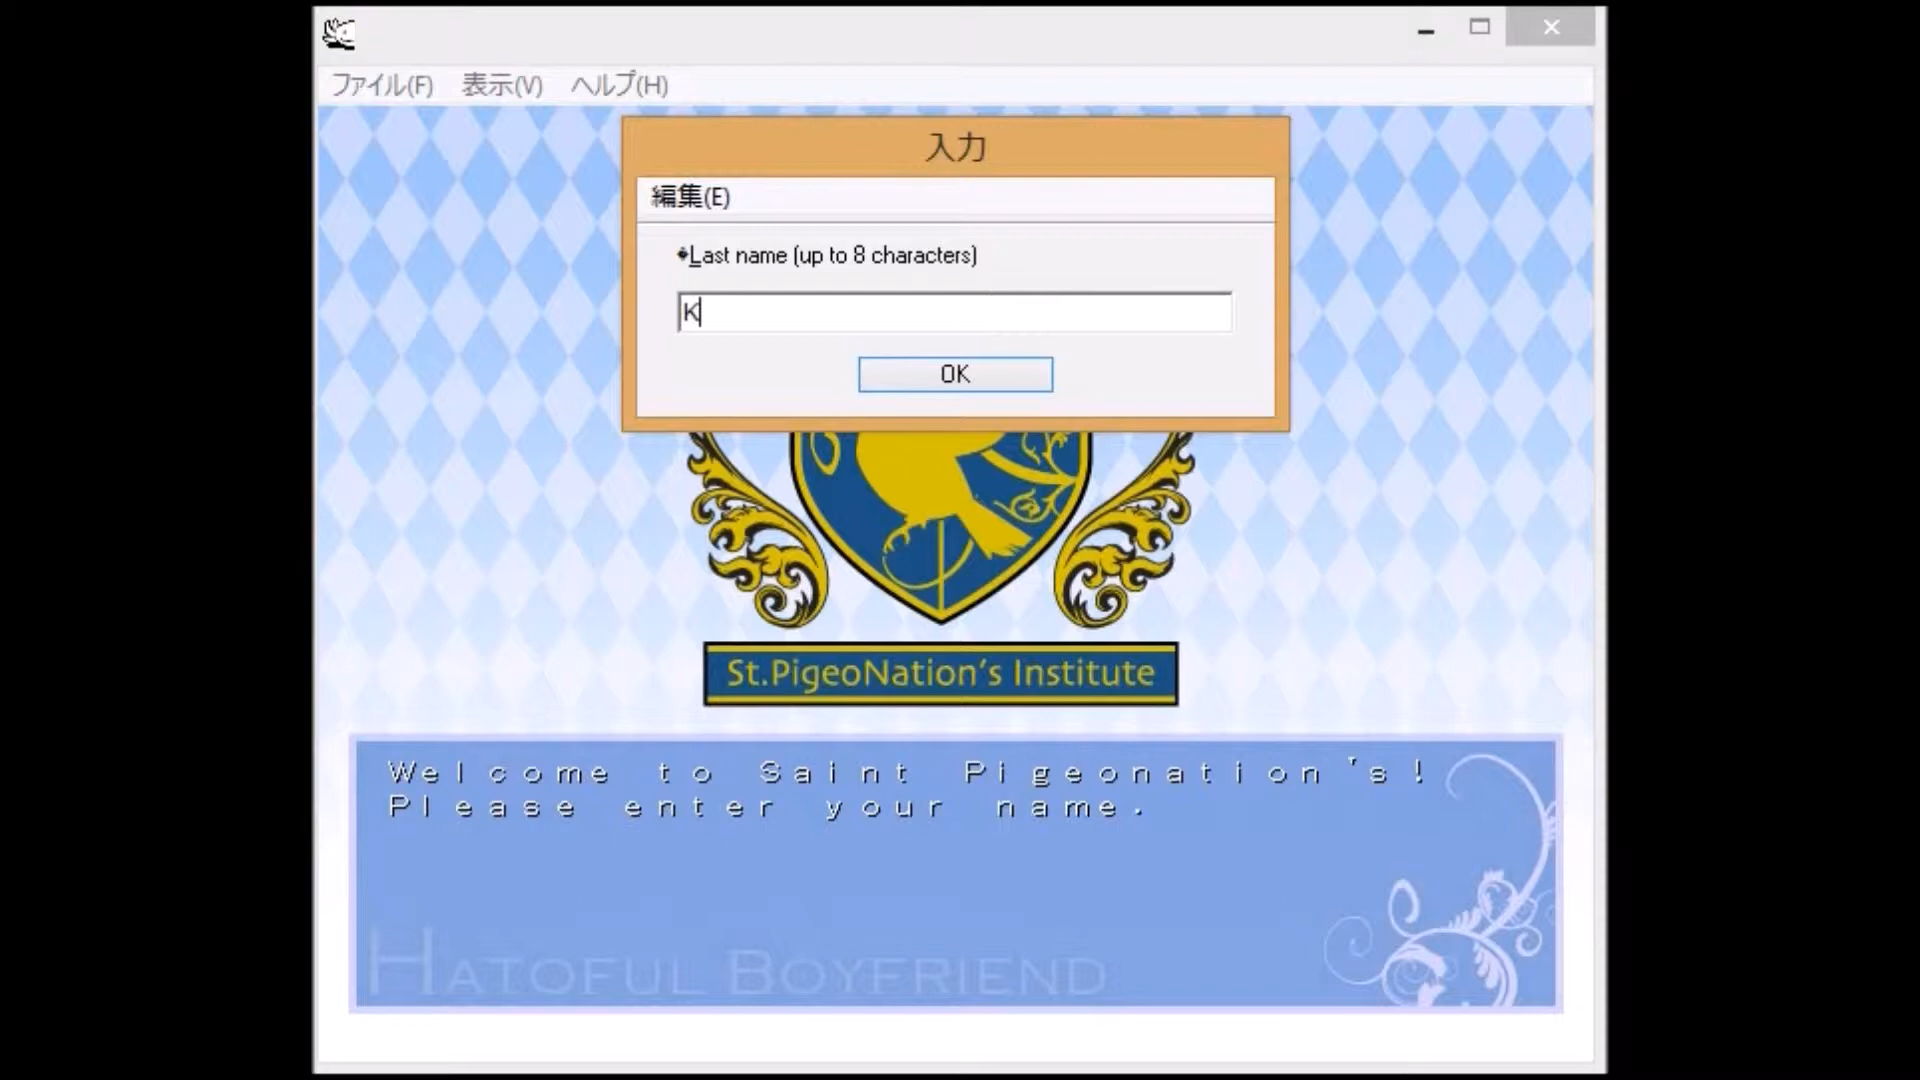 ファイル(F) 表示(V) ヘルプ(H)
入力
編集(E)
Last name (up to 8 characters)
K
OK
St.PigeoNation's Institute
Welcome to Saint Pigeonation's!
Please enter your name.
HATOFUL BOYFRIEND